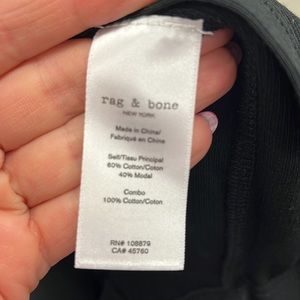 rag & bone
NEW YORK
Made in China/
Fabriqué en China
Self/Tissu Principal
60% Cotton/Coton
40% Modal
Combo
100% Cotton/Coton
RN# 108879
CA# 45760